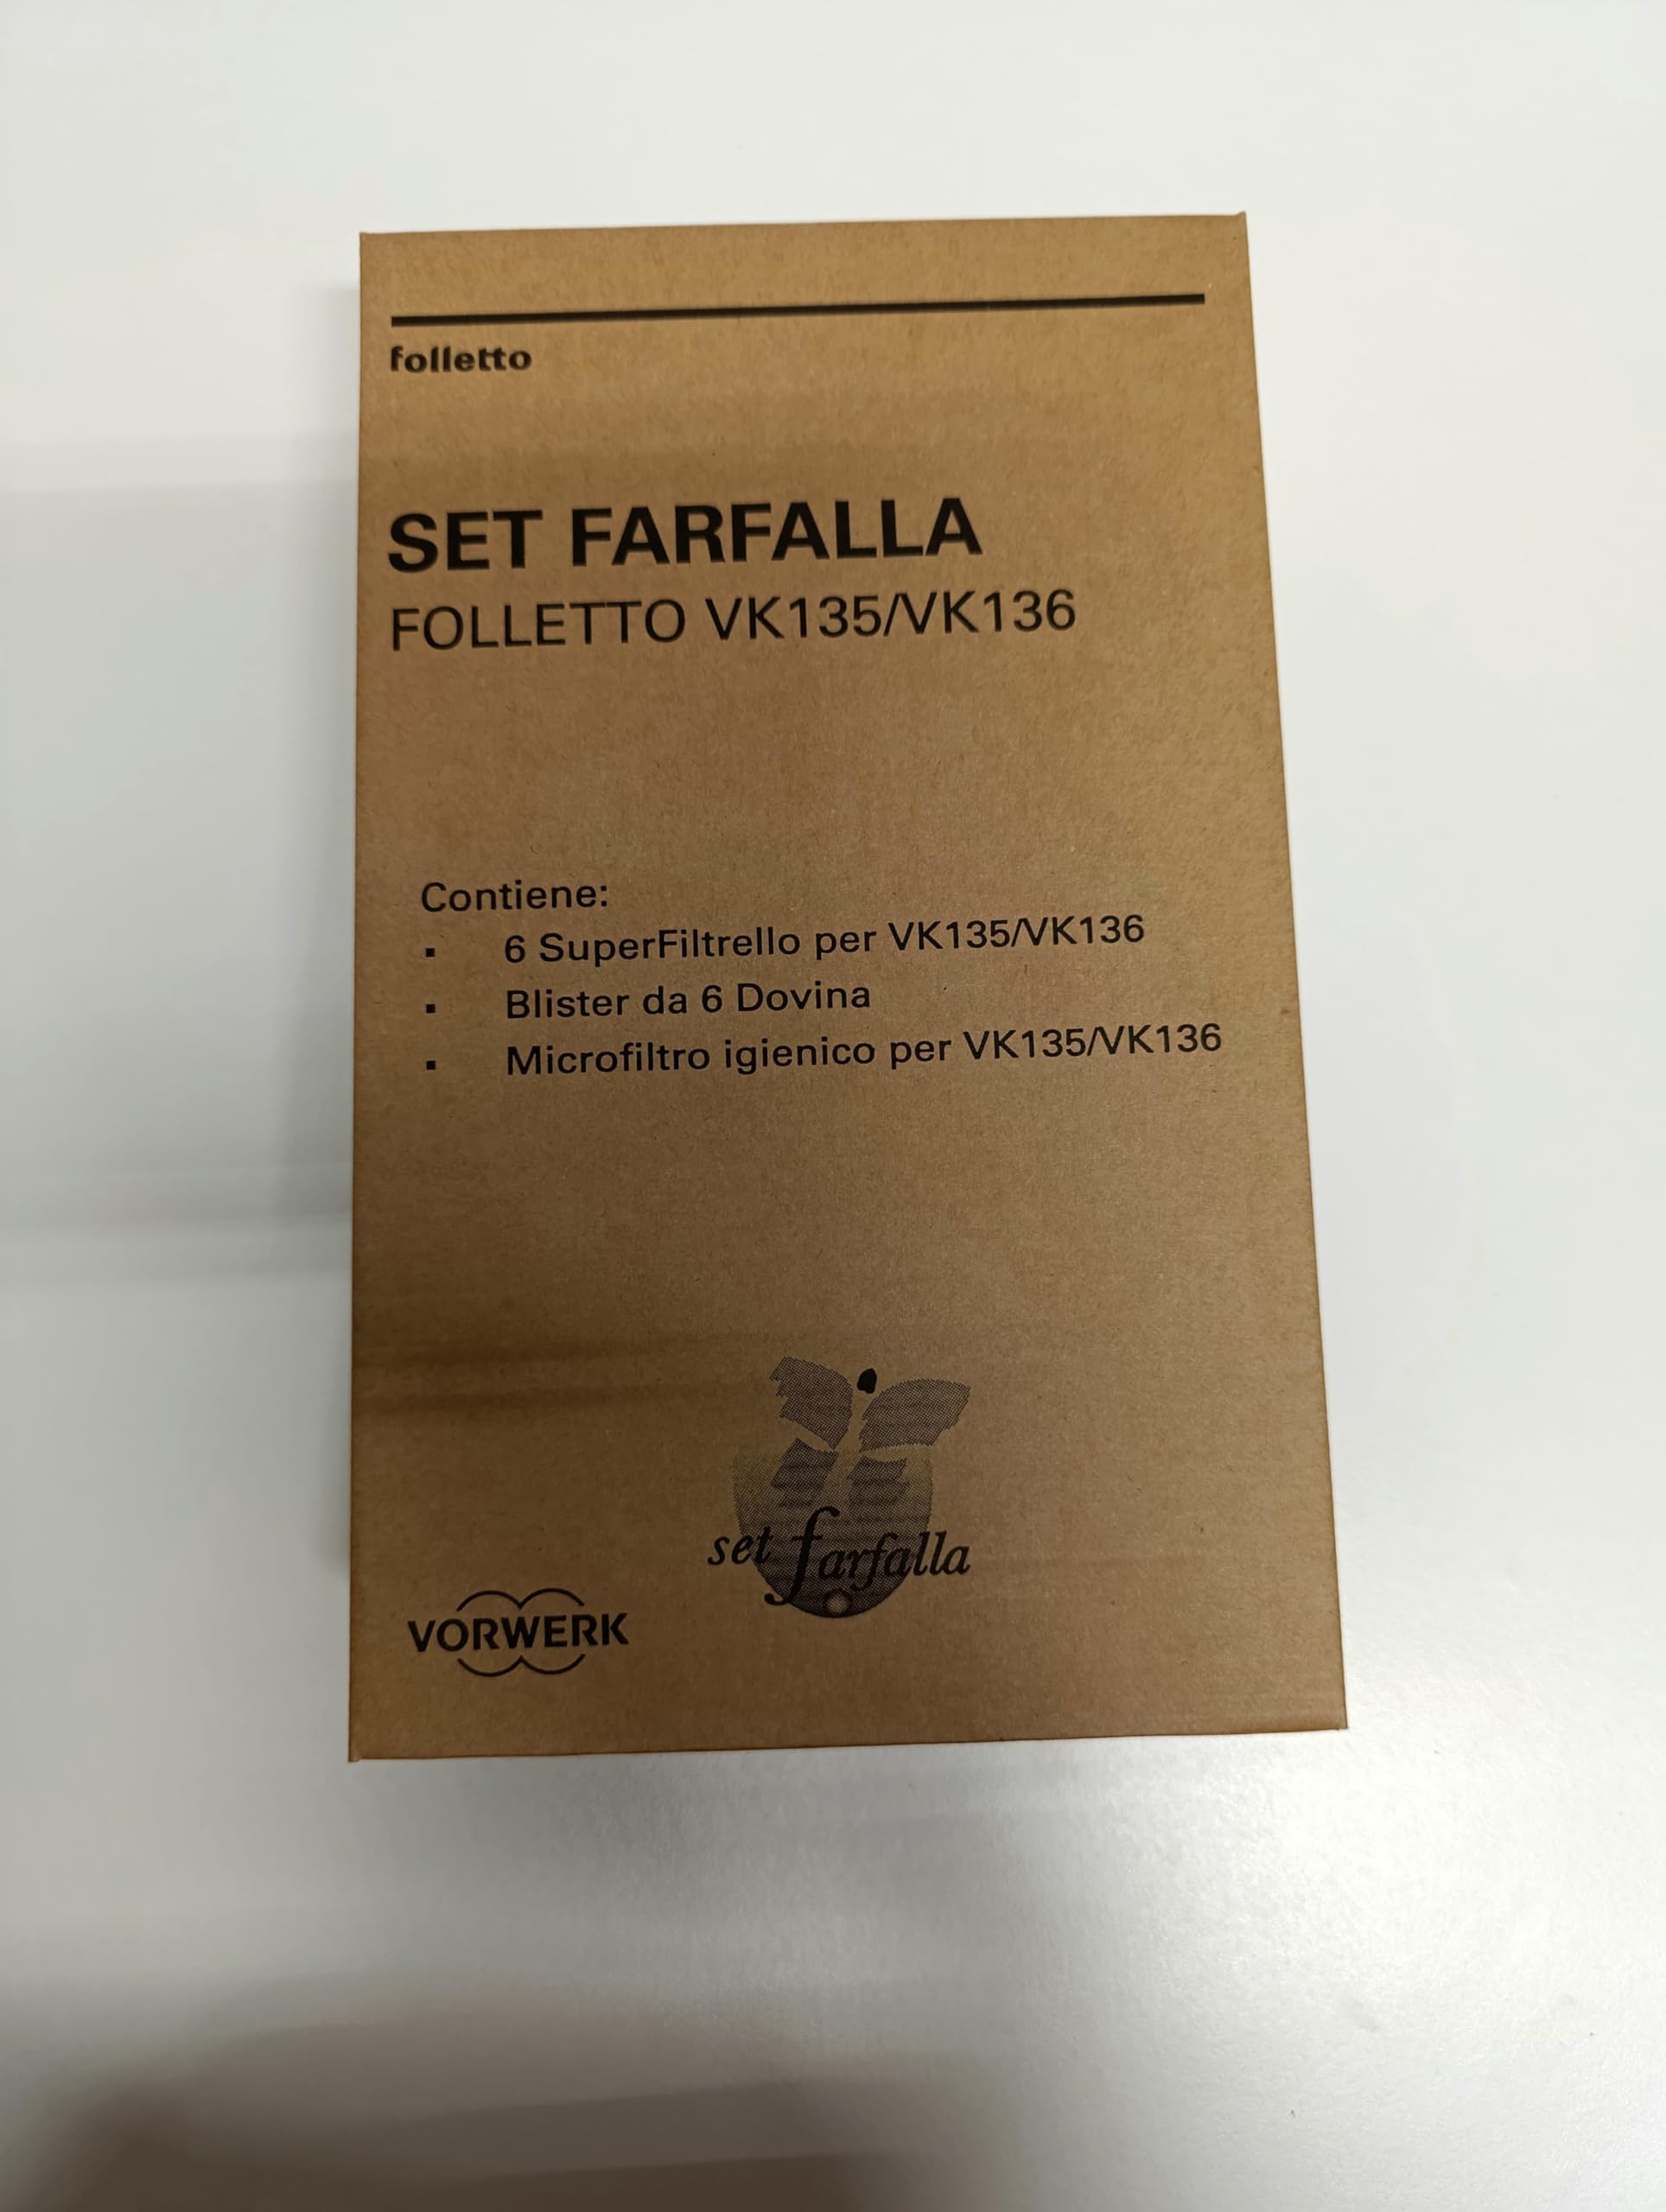 folletto
SET FARFALLA
FOLLETTO VK135/VK136
Contiene:
▪ 6 SuperFiltrello per VK135/VK136
▪ Blister da 6 Dovina
▪ Microfiltro igienico per VK135/VK136
set farfalla
VORWERK